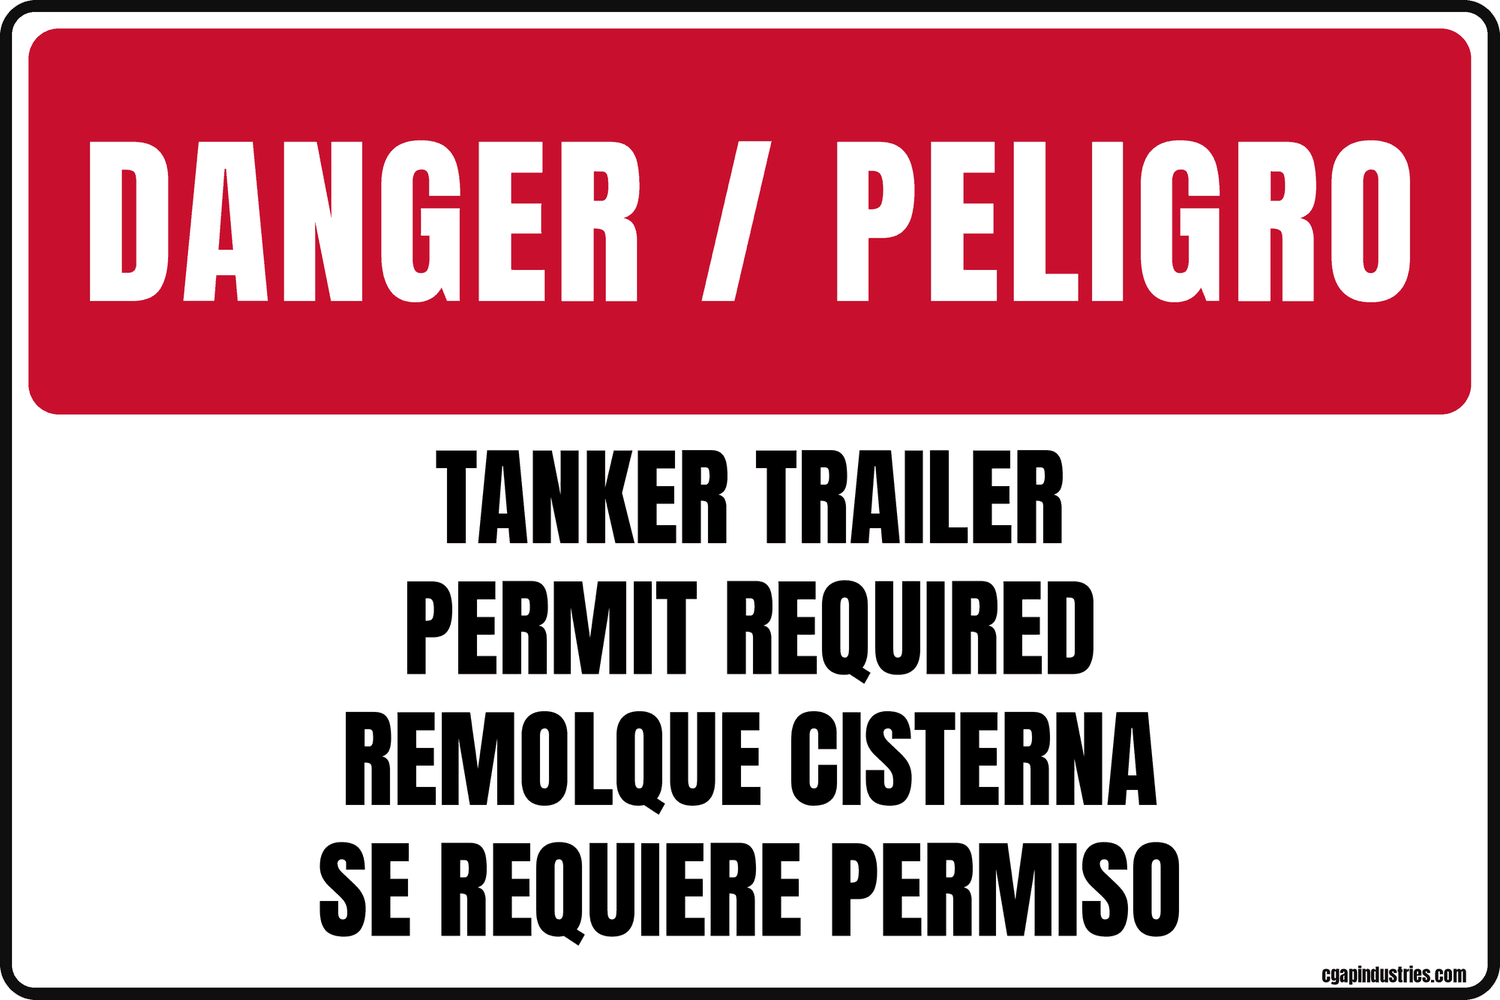 DANGER / PELIGRO
TANKER TRAILER
PERMIT REQUIRED
REMOLQUE CISTERNA
SE REQUIERE PERMISO
cgapindustries.com